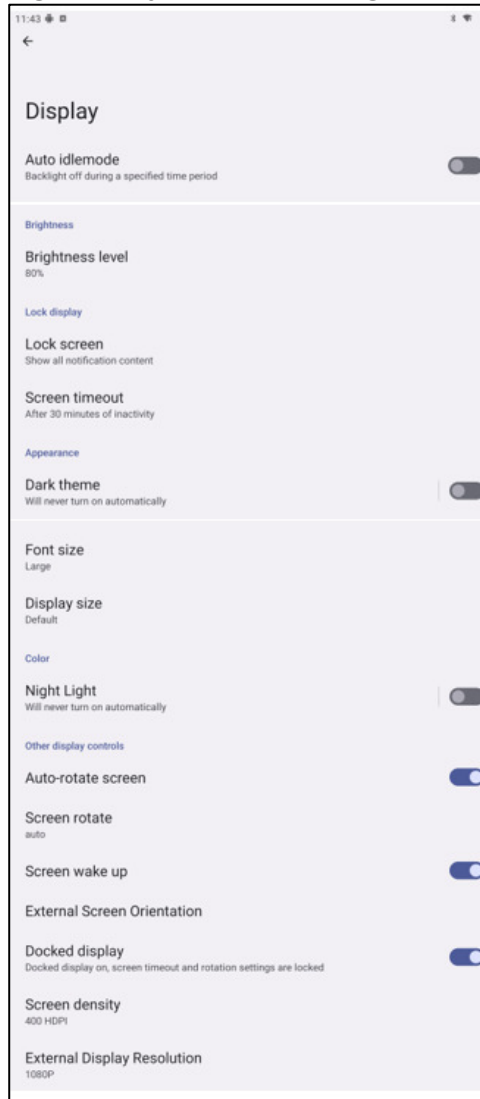 11:43
Display
Auto idlemode
Backlight off during a specified time period
Brightness
Brightness level
80%
Lock display
Lock screen
Show all notification content
Screen timeout
After 30 minutes of inactivity
Appearance
Dark theme
Will never turn on automatically
Font size
Large
Display size
Default
Color
Night Light
Will never turn on automatically
Other display controls
Auto-rotate screen
Screen rotate
auto
Screen wake up
External Screen Orientation
Docked display
Docked display on, screen timeout and rotation settings are locked
Screen density
400 HDPI
External Display Resolution
1080P